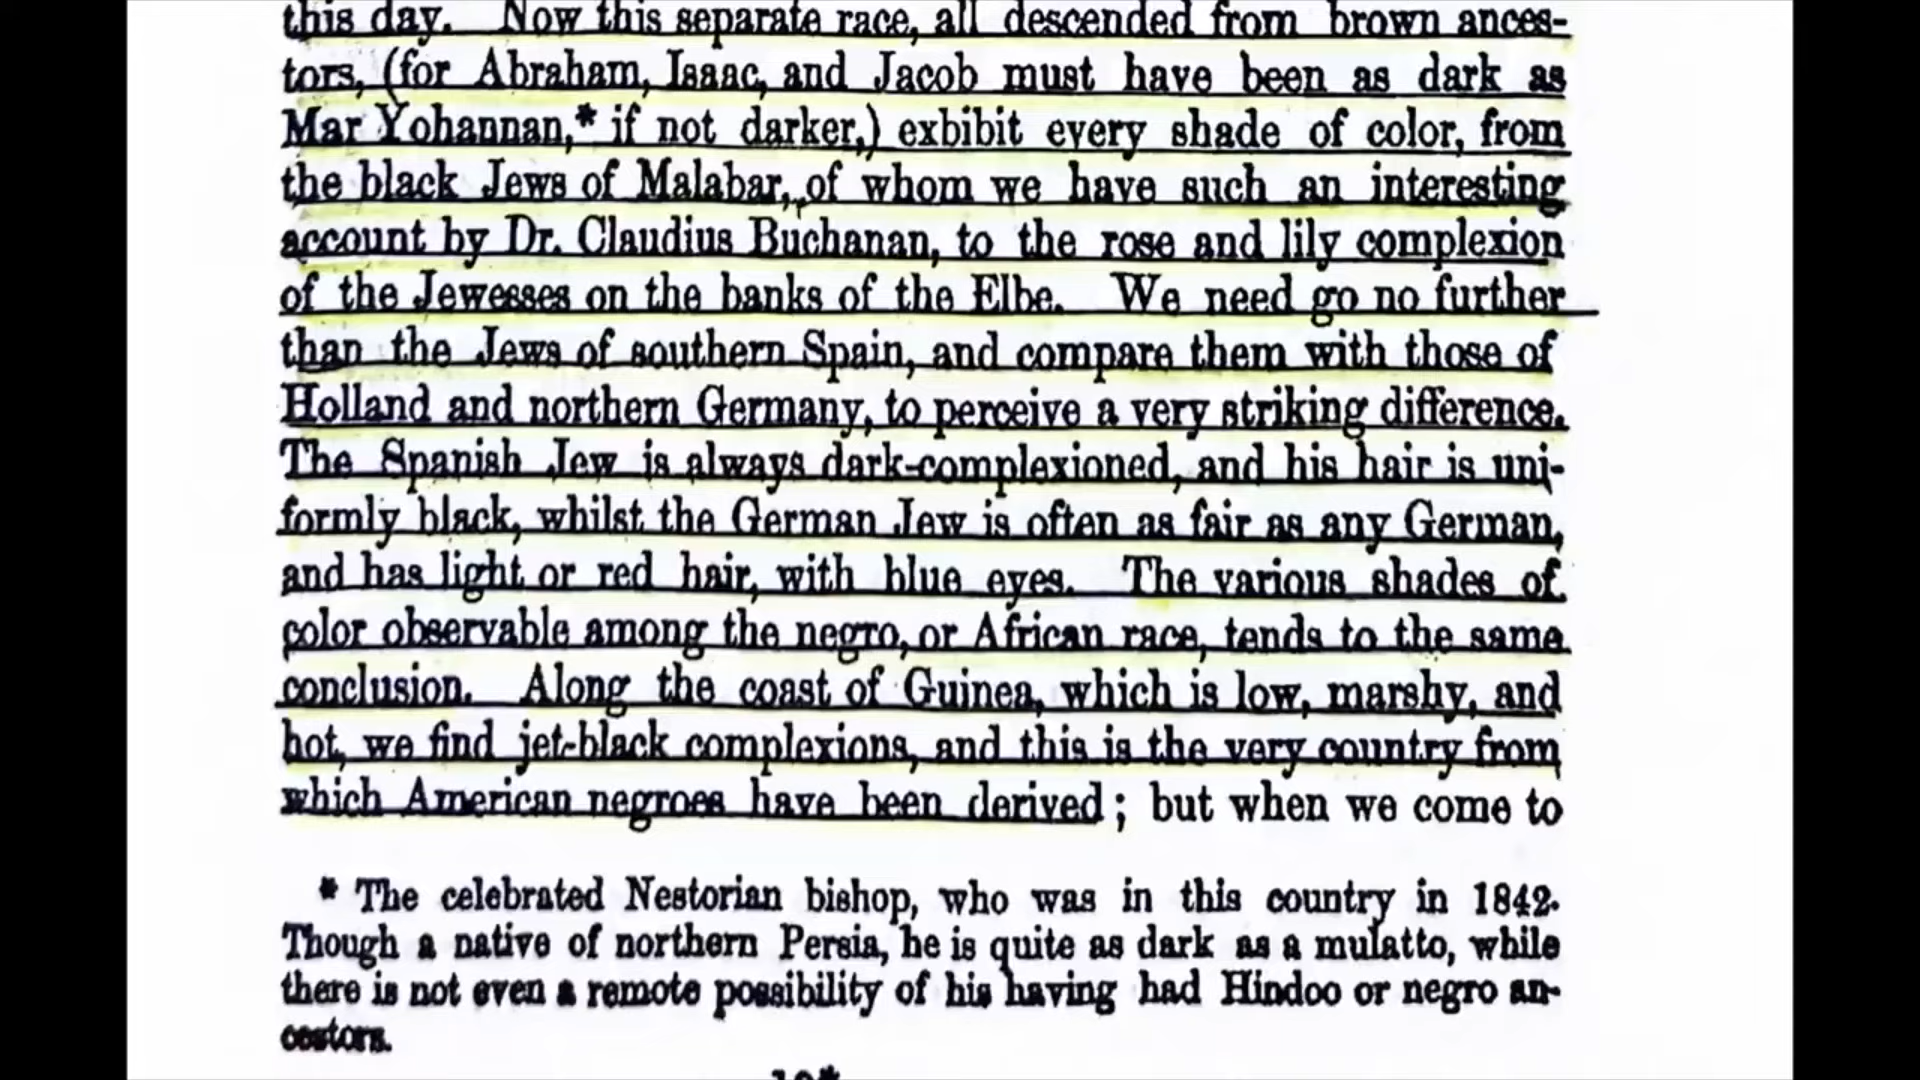 this day. Now this separate race, all descended from brown ances-
tors, (for Abraham, Isaac, and Jacob must have been as dark as
Mar Yohannan,* if not darker,) exhibit every shade of color, from
the black Jews of Malabar, of whom we have such an interesting
account by Dr. Claudius Buchanan, to the rose and lily complexion
of the Jewesses on the banks of the Elbe. We need go no further
than the Jews of southern Spain, and compare them with those of
Holland and northern Germany, to perceive a very striking difference.
The Spanish Jew is always dark-complexioned, and his hair is uni-
formly black, whilst the German Jew is often as fair as any German,
and has light or red hair, with blue eyes. The various shades of
color observable among the negro, or African race, tends to the same
conclusion. Along the coast of Guinea, which is low, marshy, and
hot, we find jet-black complexions, and this is the very country from
which American negroes have been derived; but when we come to
* The celebrated Nestorian bishop, who was in this country in 1842.
Though a native of northern Persia, he is quite as dark as a mulatto, while
there is not even a remote possibility of his having had Hindoo or negro an-
cestors.